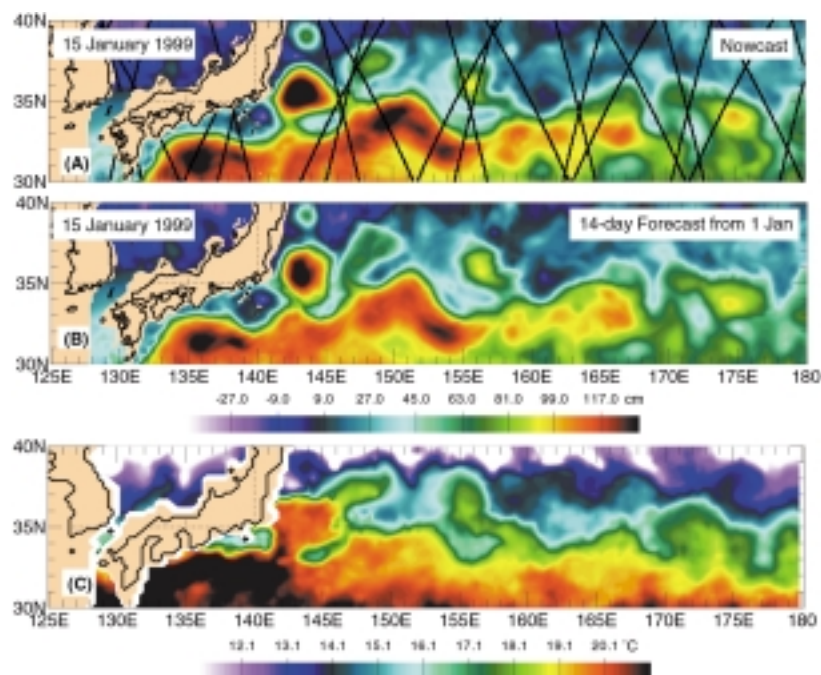 40N
15 January 1999 Nowcast
35N
(A)
30N
40N
15 January 1999 14-day Forecast from 1 Jan
35N
(B)
30N
125E 130E 135E 140E 145E 150E 155E 160E 165E 170E 175E 180
-27.0 -9.0 9.0 27.0 45.0 63.0 81.0 99.0 117.0 cm
40N
35N
(C)
30N
125E 130E 135E 140E 145E 150E 155E 160E 165E 170E 175E 180
12.1 13.1 14.1 15.1 16.1 17.1 18.1 19.1 20.1 °C